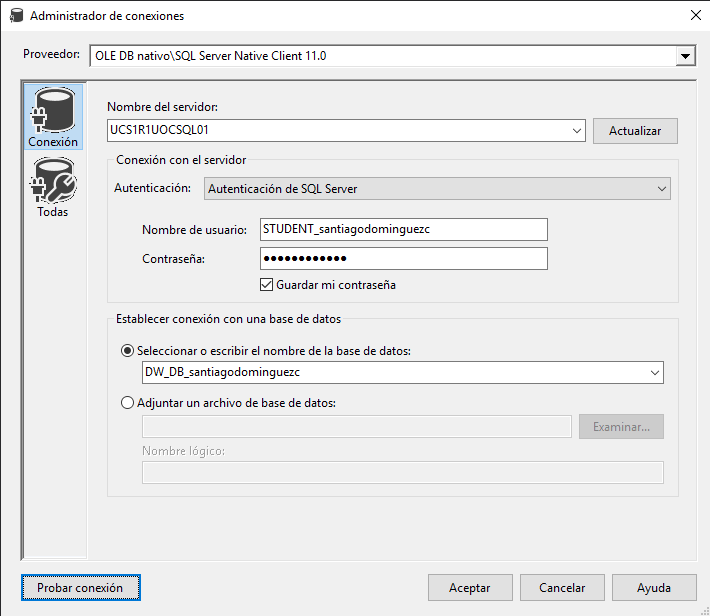 Administrador de conexiones
Proveedor: OLE DB nativo\SQL Server Native Client 11.0
Conexión
Todas
Nombre del servidor:
UCS1R1UOCSQL01
Actualizar
Conexión con el servidor
Autenticación: Autenticación de SQL Server
Nombre de usuario: STUDENT_santiagodominguezc
Contraseña: ●●●●●●●●●●●●
Guardar mi contraseña
Establecer conexión con una base de datos
Seleccionar o escribir el nombre de la base de datos:
DW_DB_santiagodominguezc
Adjuntar un archivo de base de datos:
Examinar...
Nombre lógico:
Probar conexión Aceptar Cancelar Ayuda